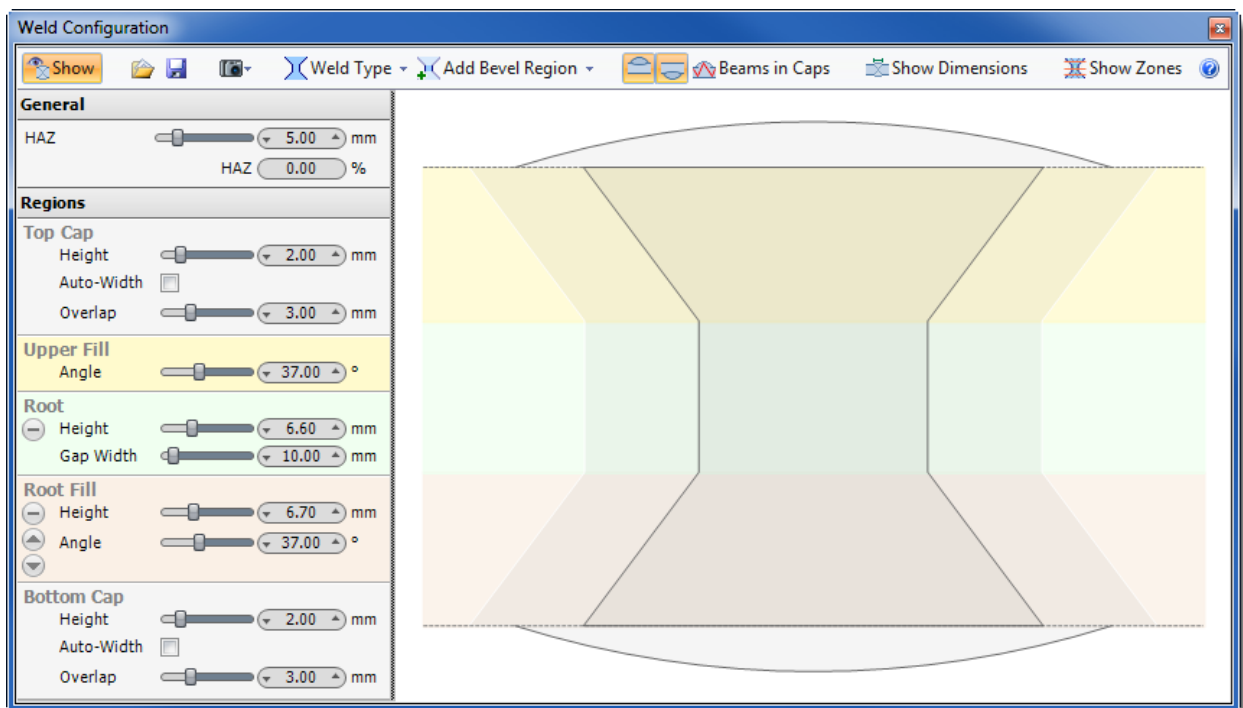 Weld Configuration
Show Weld Type Add Bevel Region Beams in Caps Show Dimensions Show Zones ?
General
HAZ 5.00 mm
HAZ 0.00 %
Regions
Top Cap
Height 2.00 mm
Auto-Width
Overlap 3.00 mm
Upper Fill
Angle 37.00 °
Root
Height 6.60 mm
Gap Width 10.00 mm
Root Fill
Height 6.70 mm
Angle 37.00 °
Bottom Cap
Height 2.00 mm
Auto-Width
Overlap 3.00 mm